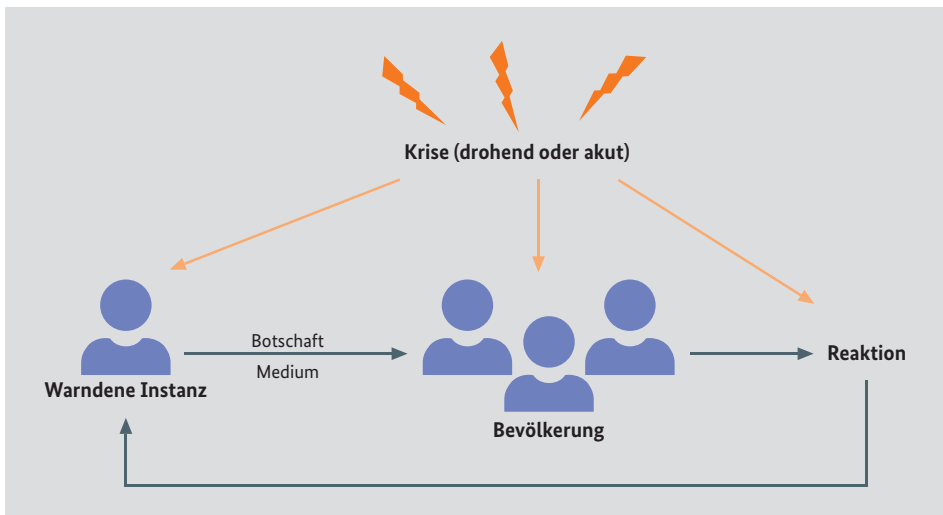 Krise (drohend oder akut)
Botschaft
Medium
Reaktion
Warndene Instanz
Bevölkerung